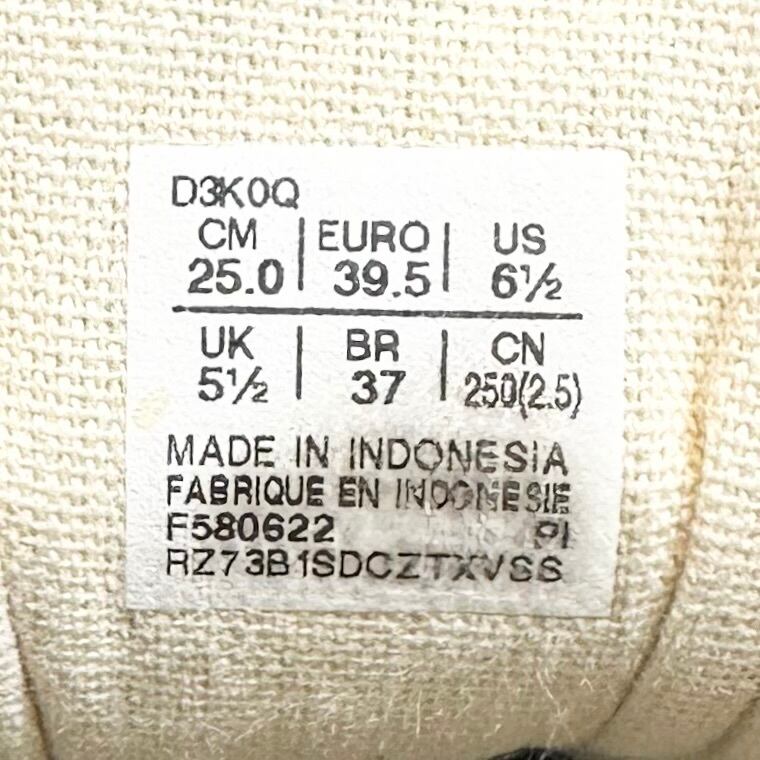 D3K0Q
CM | EURO | US
25.0 | 39.5 | 6½
UK | BR | CN
5½ | 37 | 250(2.5)
MADE IN INDONESIA
FABRIQUE EN INDONESIE
F580622 PI
RZ73B1SDCZTXVSS